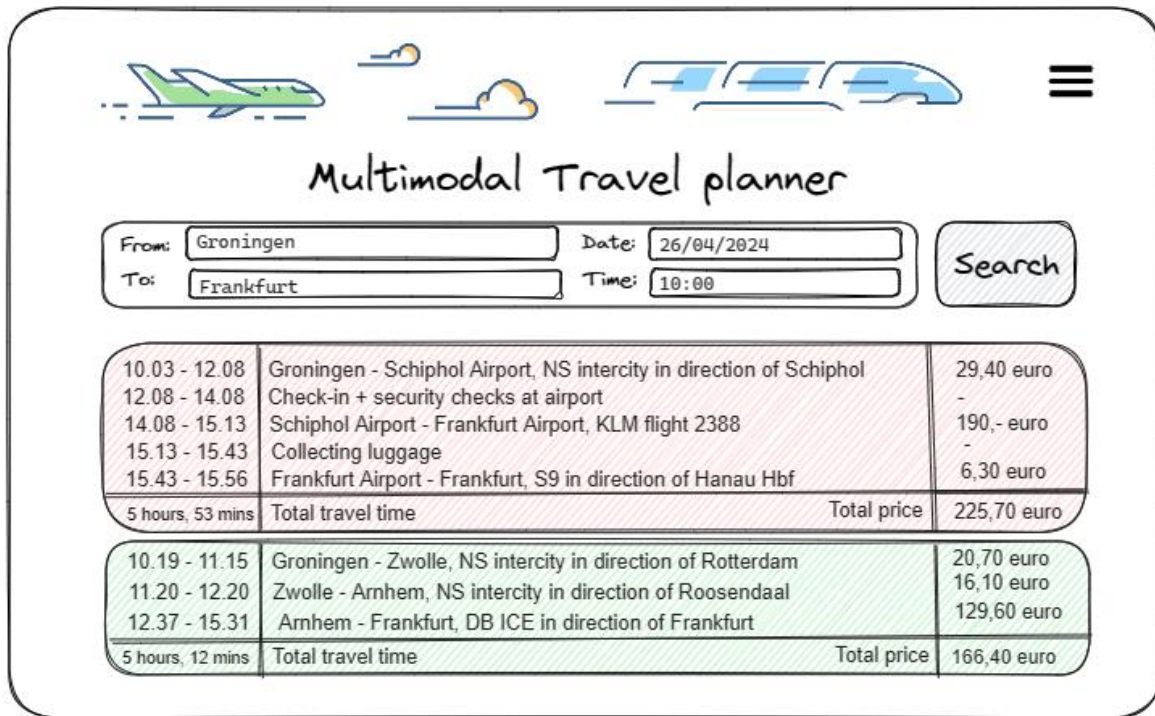 Multimodal Travel planner
From: Groningen Date: 26/04/2024
To: Frankfurt Time: 10:00
Search
10.03 - 12.08 Groningen - Schiphol Airport, NS intercity in direction of Schiphol 29,40 euro
12.08 - 14.08 Check-in + security checks at airport -
14.08 - 15.13 Schiphol Airport - Frankfurt Airport, KLM flight 2388 190,- euro
15.13 - 15.43 Collecting luggage -
15.43 - 15.56 Frankfurt Airport - Frankfurt, S9 in direction of Hanau Hbf 6,30 euro
5 hours, 53 mins Total travel time Total price 225,70 euro
10.19 - 11.15 Groningen - Zwolle, NS intercity in direction of Rotterdam 20,70 euro
11.20 - 12.20 Zwolle - Arnhem, NS intercity in direction of Roosendaal 16,10 euro
12.37 - 15.31 Arnhem - Frankfurt, DB ICE in direction of Frankfurt 129,60 euro
5 hours, 12 mins Total travel time Total price 166,40 euro